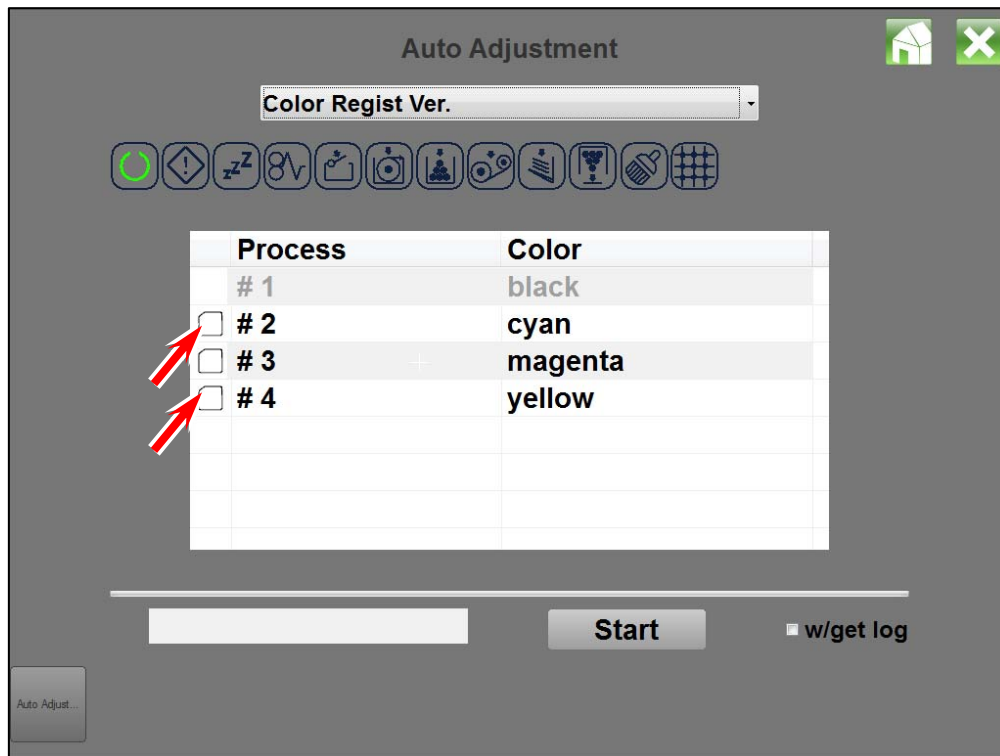 Auto Adjustment
Color Regist Ver.
zzZ
Process Color
# 1 black
# 2 cyan
# 3 magenta
# 4 yellow
Start
w/get log
Auto Adjust...